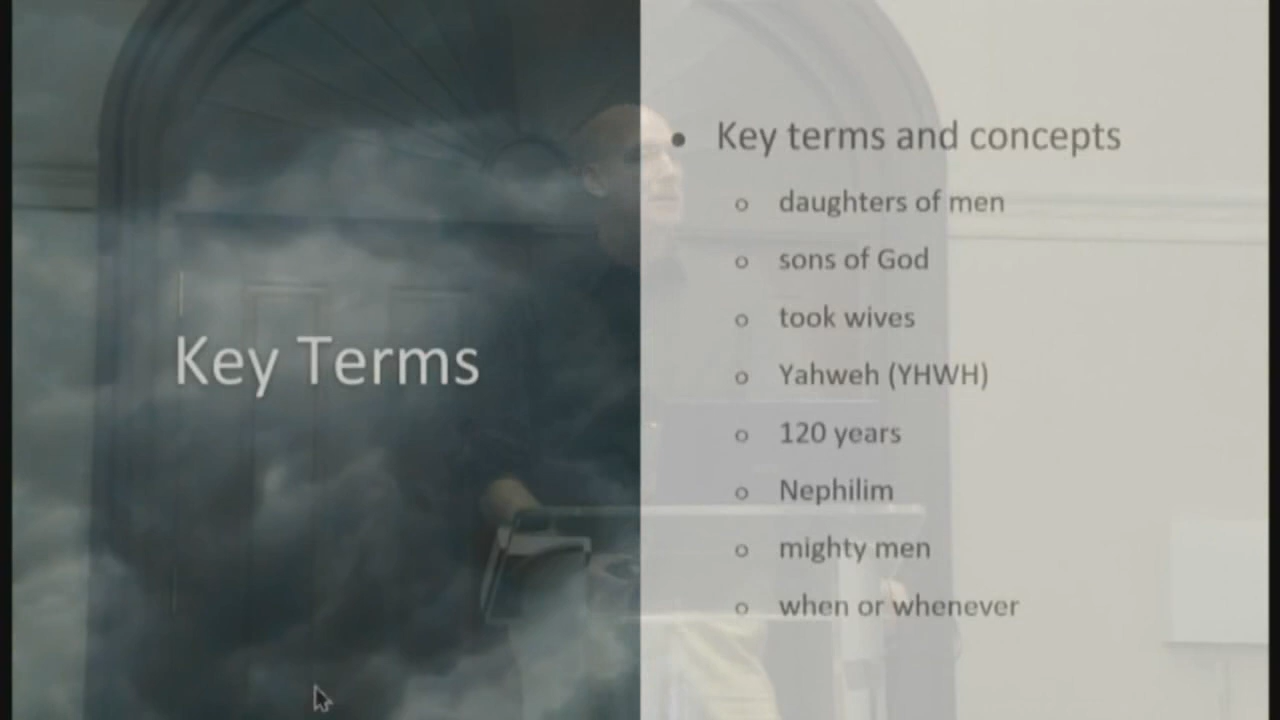 Key Terms
Key terms and concepts
daughters of men
sons of God
took wives
Yahweh (YHWH)
120 years
Nephilim
mighty men
when or whenever